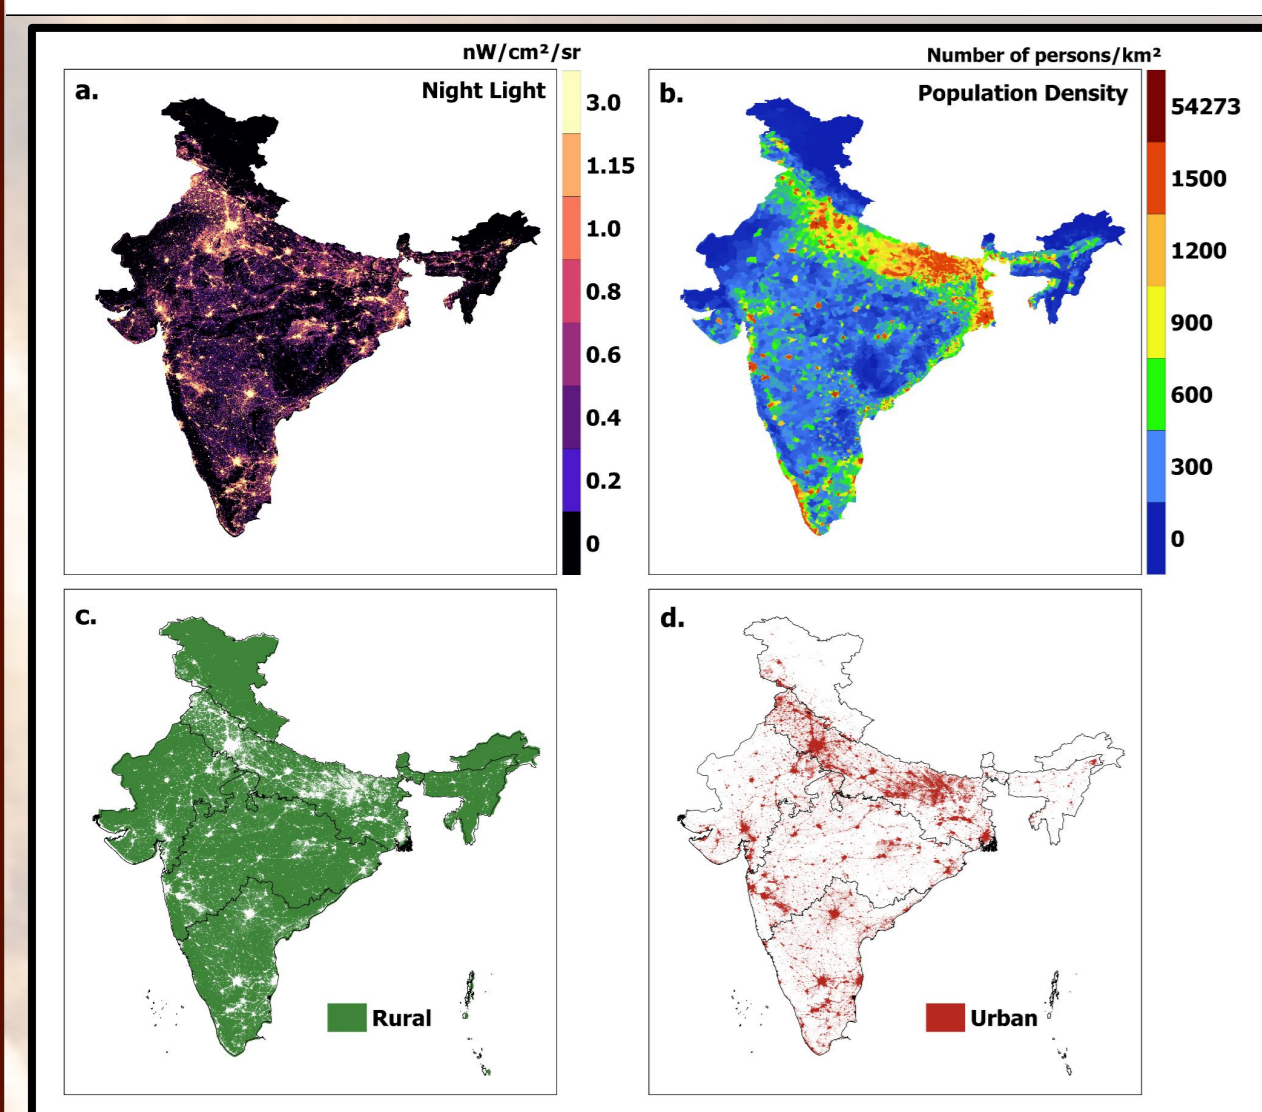 nW/cm²/sr
a.
Night Light
3.0
1.15
1.0
0.8
0.6
0.4
0.2
0
Number of persons/km²
b.
Population Density
54273
1500
1200
900
600
300
0
c.
Rural
d.
Urban